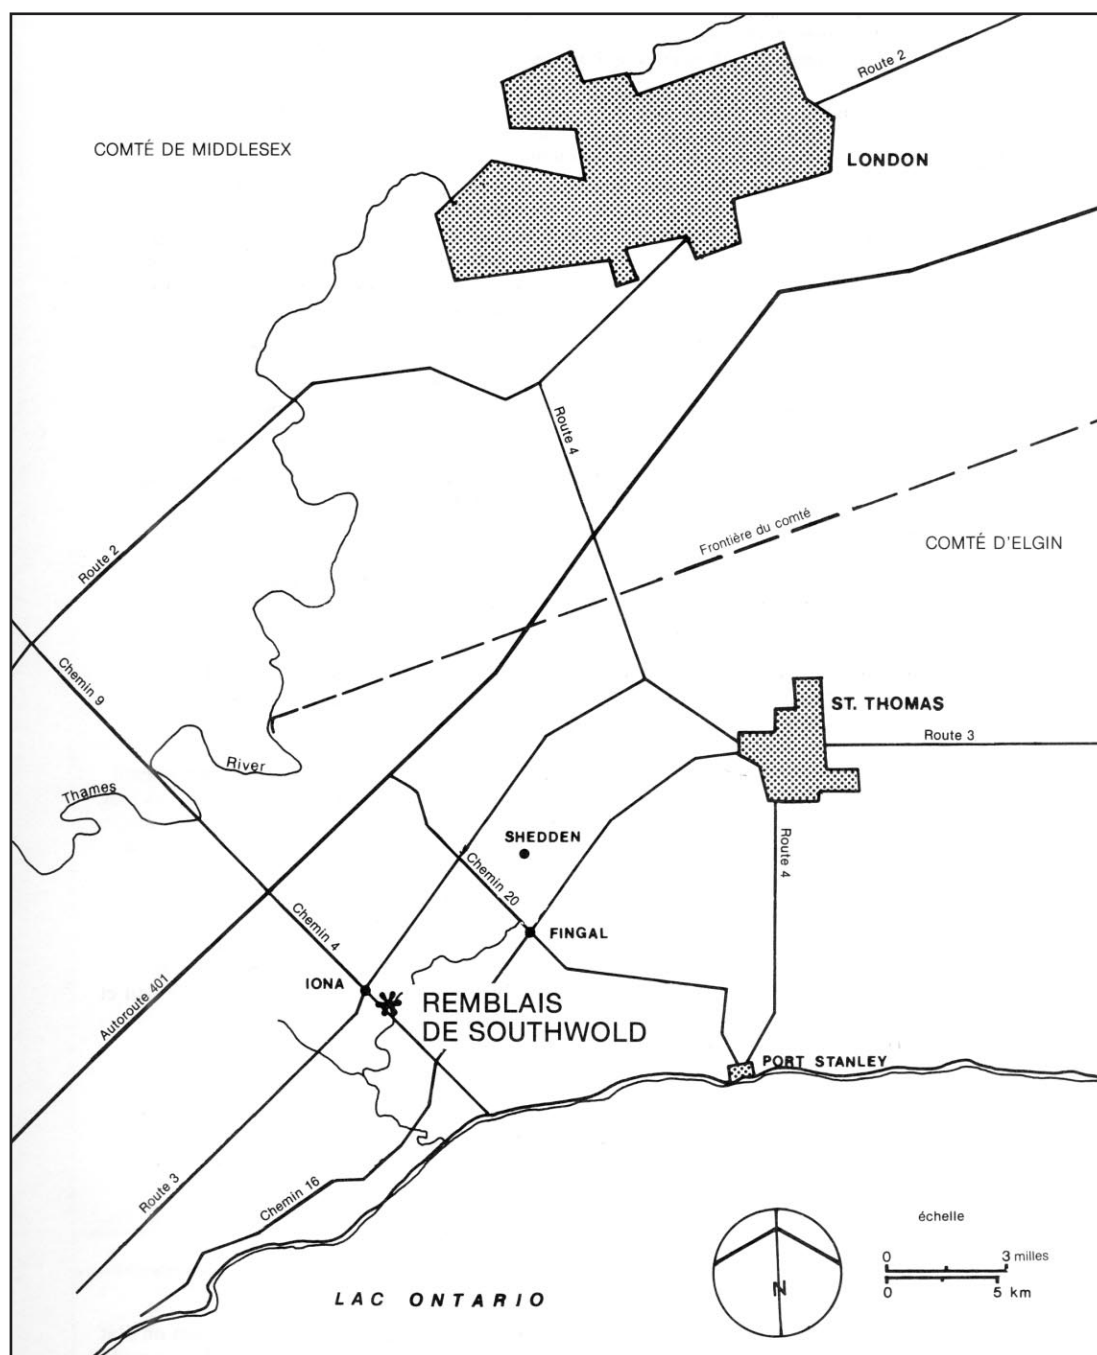 Route 2
COMTÉ DE MIDDLESEX
LONDON
Route 4
Frontière du comté
COMTÉ D'ELGIN
Route 2
Chemin 9
ST. THOMAS
Route 3
River
Thames
SHEDDEN
Route 4
Chemin 20
Chemin 4
FINGAL
IONA
REMBLAIS
DE SOUTHWOLD
Autoroute 401
PORT STANLEY
Route 3
Chemin 16
LAC ONTARIO
N
échelle
0 3 milles
0 5 km